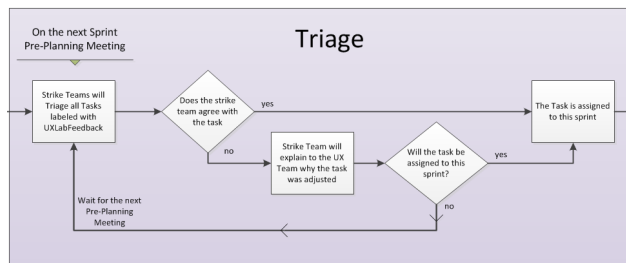 On the next Sprint
Pre-Planning Meeting
Triage
Strike Teams will
Triage all Tasks
labeled with
UXLabFeedback
Does the strike
team agree with
the task
yes
no
Strike Team will
explain to the UX
Team why the task
was adjusted
Will the task be
assigned to this
sprint?
yes
no
The Task is assigned
to this sprint
Wait for the next
Pre-Planning
Meeting